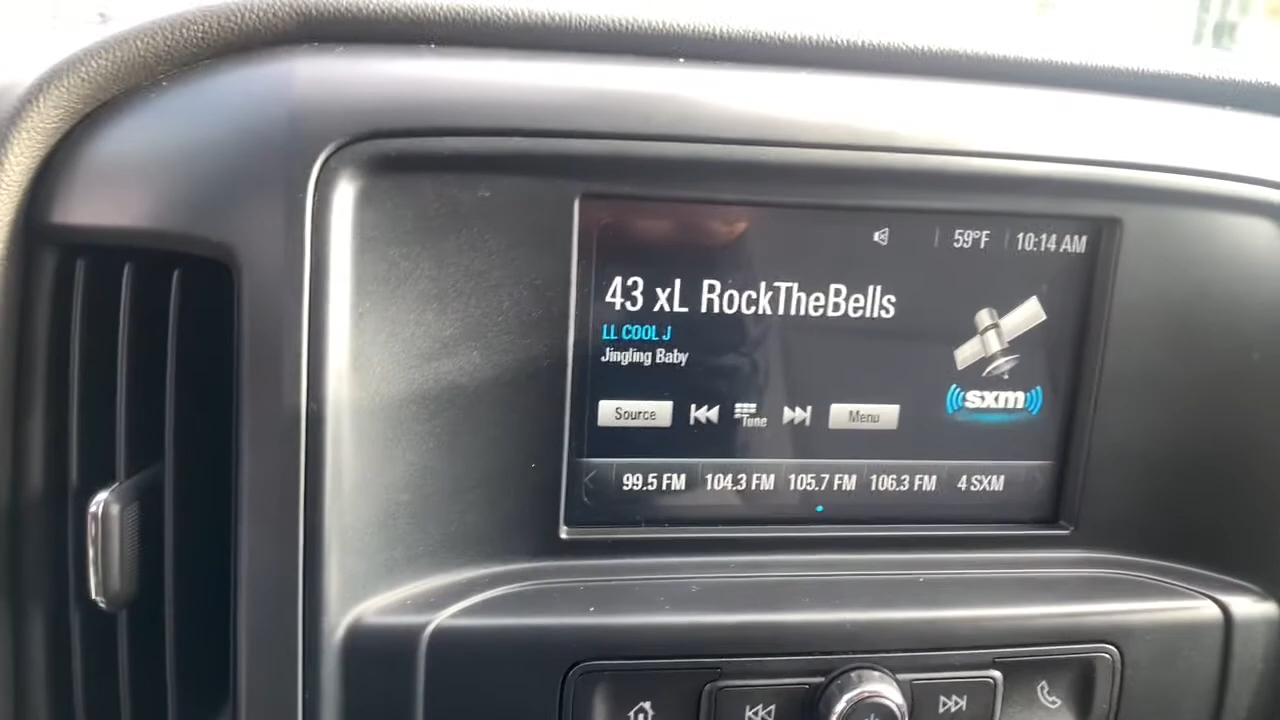 59°F 10:14 AM
43 xL RockTheBells
LL COOL J
Jingling Baby
sxm
Source Tune Menu
99.5 FM 104.3 FM 105.7 FM 106.3 FM 4 SXM